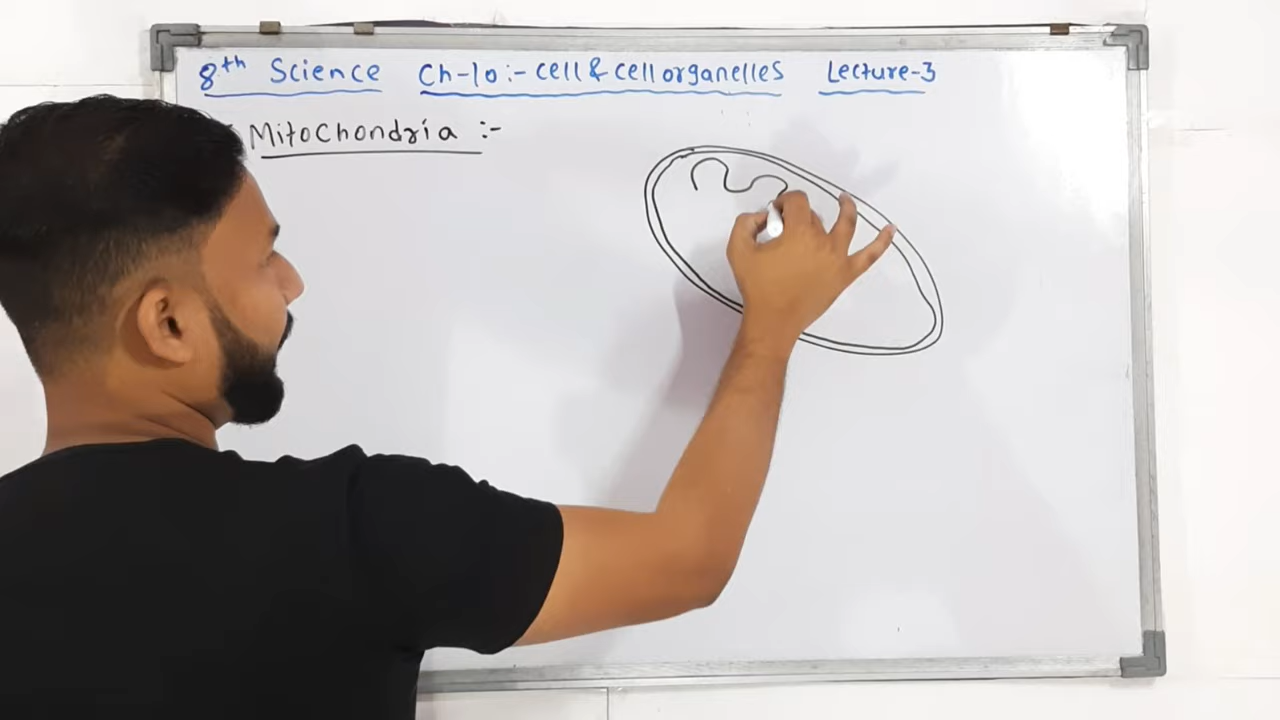 8th Science Ch-10:- cell & cell organelles Lecture-3
Mitochondria :-